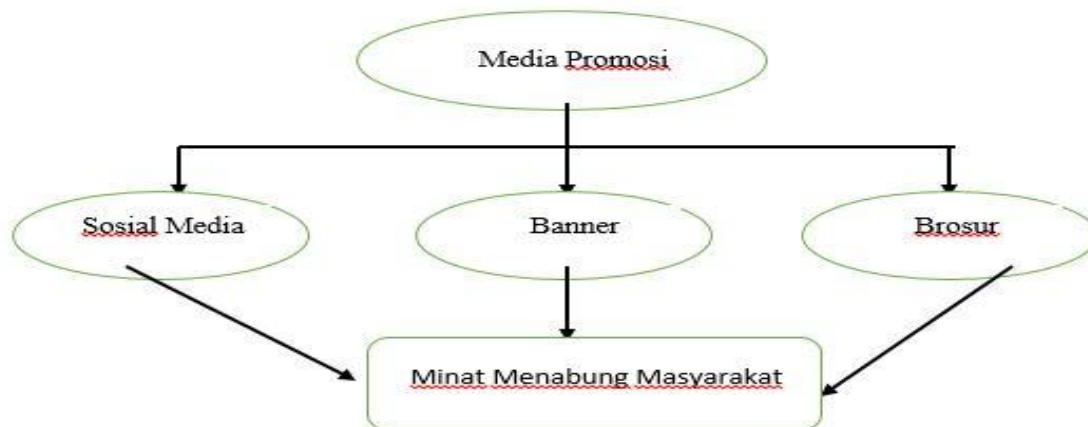 Media Promosi
Sosial Media
Banner
Brosur
Minat Menabung Masyarakat